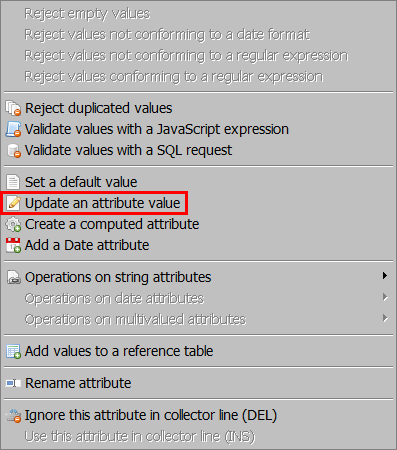 Reject empty values
Reject values not conforming to a date format
Reject values not conforming to a regular expression
Reject values conforming to a regular expression
Reject duplicated values
Validate values with a JavaScript expression
Validate values with a SQL request
Set a default value
Update an attribute value
Create a computed attribute
Add a Date attribute
Operations on string attributes
Operations on date attributes
Operations on multivalued attributes
Add values to a reference table
Rename attribute
Ignore this attribute in collector line (DEL)
Use this attribute in collector line (INS)